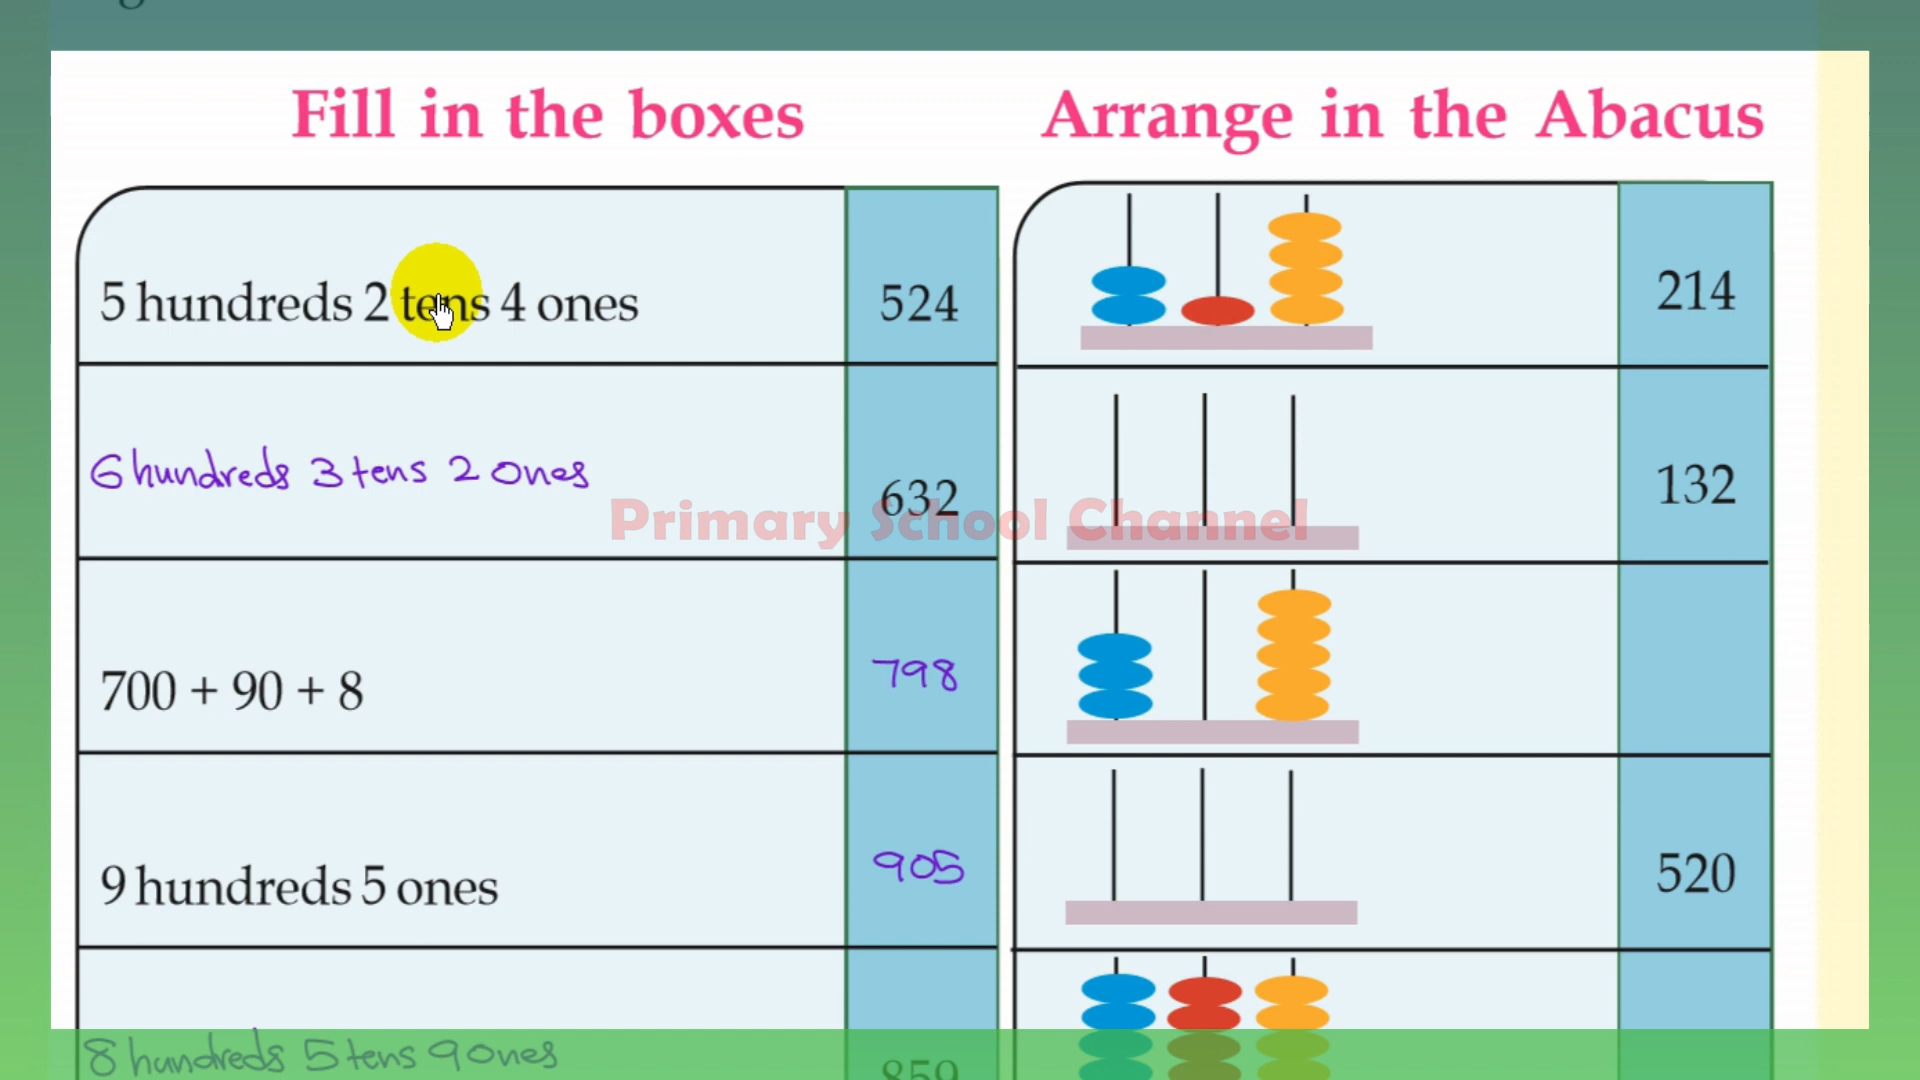 Fill in the boxes
Arrange in the Abacus
5 hundreds 2 tens 4 ones
524
214
6 hundreds 3 tens 2 ones
632
132
Primary School Channel
700 + 90 + 8
798
9 hundreds 5 ones
905
520
8 hundreds 5 tens 9 ones
859